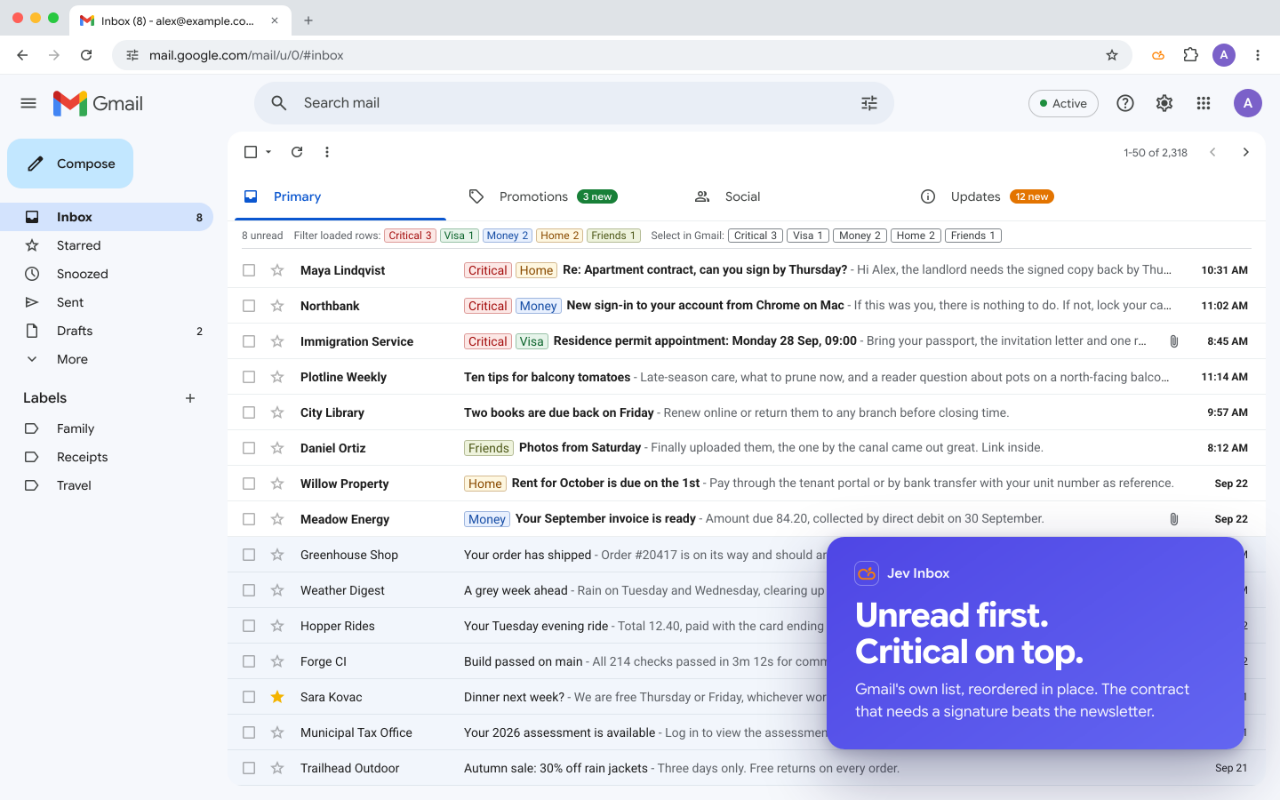 Inbox (8) - alex@example.co...
mail.google.com/mail/u/0/#inbox
A
Gmail
Search mail
Active
A
Compose
Inbox 8
Starred
Snoozed
Sent
Drafts 2
More
Labels
Family
Receipts
Travel
1-50 of 2,318
Primary
Promotions 3 new
Social
Updates 12 new
8 unread Filter loaded rows: Critical 3 Visa 1 Money 2 Home 2 Friends 1 Select in Gmail: Critical 3 Visa 1 Money 2 Home 2 Friends 1
Maya Lindqvist Critical Home Re: Apartment contract, can you sign by Thursday? - Hi Alex, the landlord needs the signed copy back by Thu... 10:31 AM
Northbank Critical Money New sign-in to your account from Chrome on Mac - If this was you, there is nothing to do. If not, lock your ca... 11:02 AM
Immigration Service Critical Visa Residence permit appointment: Monday 28 Sep, 09:00 - Bring your passport, the invitation letter and one r... 8:45 AM
Plotline Weekly Ten tips for balcony tomatoes - Late-season care, what to prune now, and a reader question about pots on a north-facing balco... 11:14 AM
City Library Two books are due back on Friday - Renew online or return them to any branch before closing time. 9:57 AM
Daniel Ortiz Friends Photos from Saturday - Finally uploaded them, the one by the canal came out great. Link inside. 8:12 AM
Willow Property Home Rent for October is due on the 1st - Pay through the tenant portal or by bank transfer with your unit number as reference. Sep 22
Meadow Energy Money Your September invoice is ready - Amount due 84.20, collected by direct debit on 30 September. Sep 22
Greenhouse Shop Your order has shipped - Order #20417 is on its way and should
Weather Digest A grey week ahead - Rain on Tuesday and Wednesday, clearing up
Hopper Rides Your Tuesday evening ride - Total 12.40, paid with the card ending
Forge CI Build passed on main - All 214 checks passed in 3m 12s for
Sara Kovac Dinner next week? - We are free Thursday or Friday, whichever
Municipal Tax Office Your 2026 assessment is available - Log in to view the
Trailhead Outdoor Autumn sale: 30% off rain jackets - Three days only. Free returns on every order. Sep 21
Jev Inbox
Unread first.
Critical on top.
Gmail's own list, reordered in place. The contract
that needs a signature beats the newsletter.